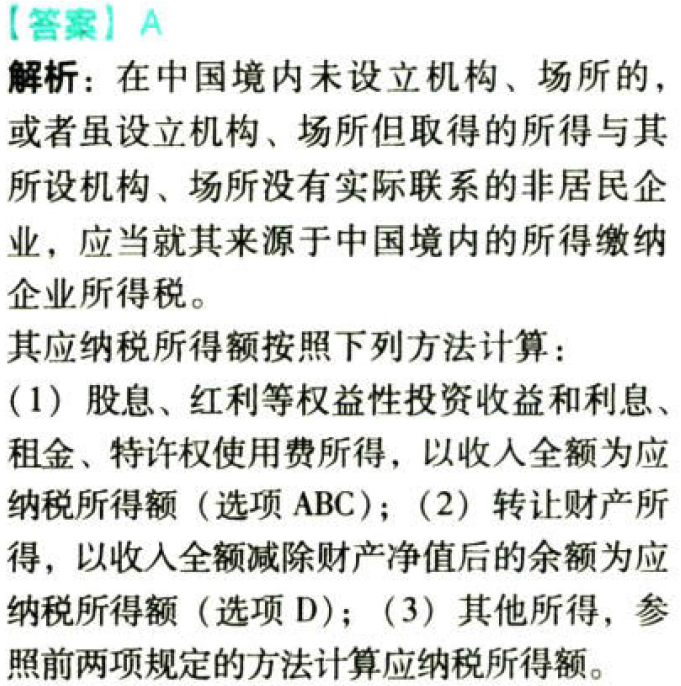 【答案】A
解析：在中国境内未设立机构、场所的，
或者虽设立机构、场所但取得的所得与其
所设机构、场所没有实际联系的非居民企
业，应当就其来源于中国境内的所得缴纳
企业所得税。
其应纳税所得额按照下列方法计算：
(1) 股息、红利等权益性投资收益和利息、
租金、特许权使用费所得，以收入全额为应
纳税所得额（选项 ABC）；(2) 转让财产所
得，以收入全额减除财产净值后的余额为应
纳税所得额（选项 D）；(3) 其他所得，参
照前两项规定的方法计算应纳税所得额。